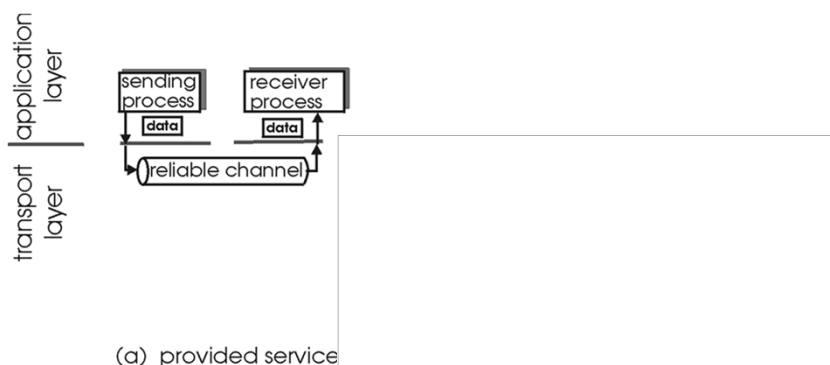 application
layer
sending
process
receiver
process
data
data
reliable channel
transport
layer
(a) provided service